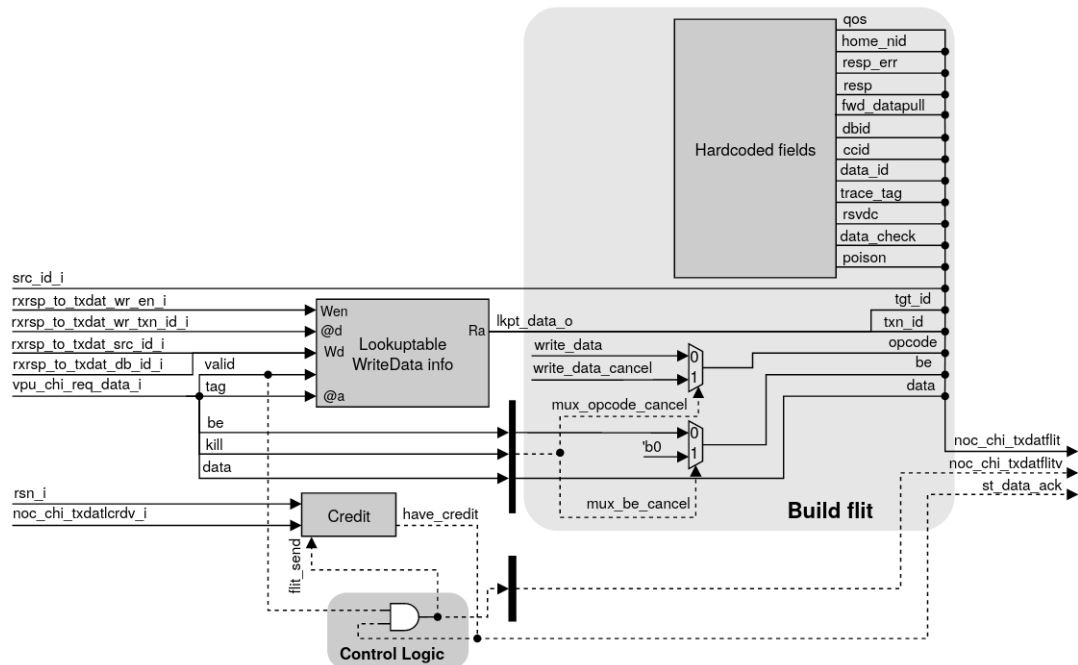 qos
home_nid
resp_err
resp
fwd_datapull
dbid
Hardcoded fields
ccid
data_id
trace_tag
rsvdc
data_check
poison
src_id_i
rxrsp_to_txdat_wr_en_i
rxrsp_to_txdat_wr_txn_id_i
rxrsp_to_txdat_src_id_i
rxrsp_to_txdat_db_id_i
vpu_chi_req_data_i
valid
tag
Wen
@d
Wd
@a
Lookuptable
WriteData info
Ra
lkpt_data_o
tgt_id
txn_id
opcode
be
data
write_data
write_data_cancel
0
1
mux_opcode_cancel
be
kill
data
'b0
0
1
mux_be_cancel
Build flit
noc_chi_txdatflit
noc_chi_txdatflitv
st_data_ack
rsn_i
noc_chi_txdatlcrdv_i
Credit
have_credit
flit_send
Control Logic